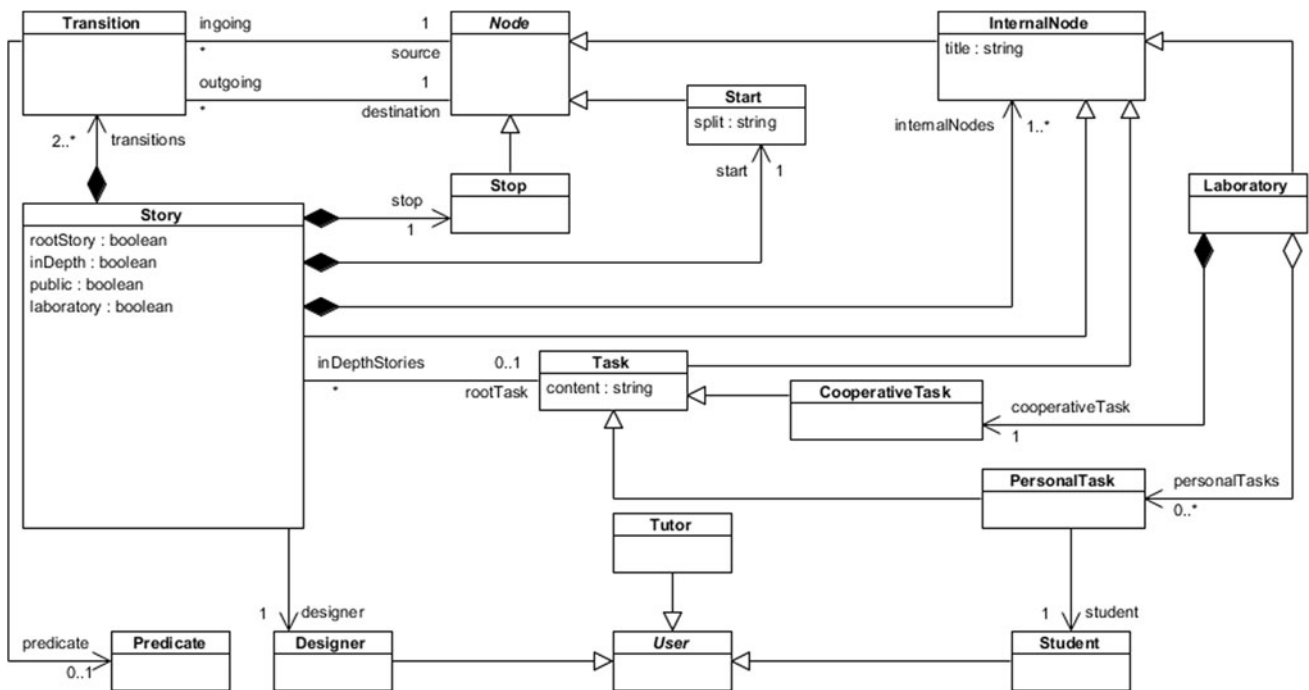 Transition
ingoing
1
Node
InternalNode
title : string
*
source
outgoing
1
*
destination
Start
split : string
internalNodes
1..*
2..*
transitions
start
1
Stop
stop
1
Laboratory
Story
rootStory : boolean
inDepth : boolean
public : boolean
laboratory : boolean
inDepthStories
0..1
*
rootTask
Task
content : string
CooperativeTask
cooperativeTask
1
PersonalTask
personalTasks
0..*
Tutor
1
designer
1
student
predicate
0..1
Predicate
Designer
User
Student